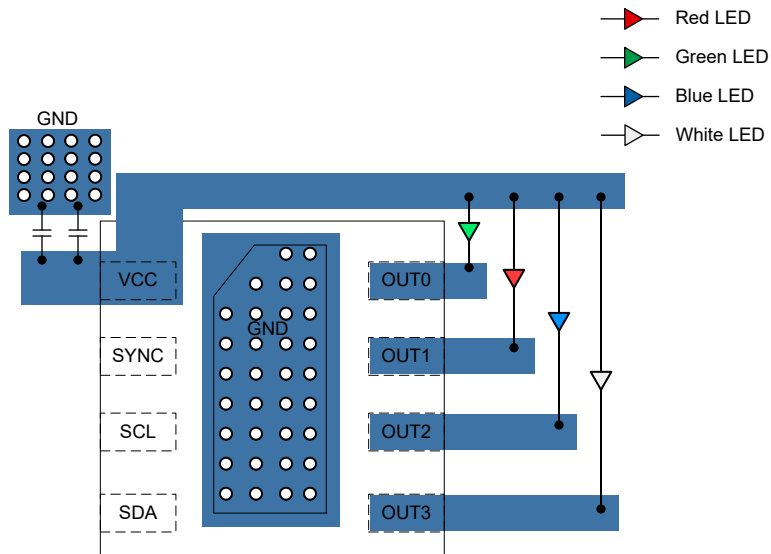 Red LED
Green LED
Blue LED
White LED
GND
VCC
OUT0
GND
SYNC
OUT1
SCL
OUT2
SDA
OUT3